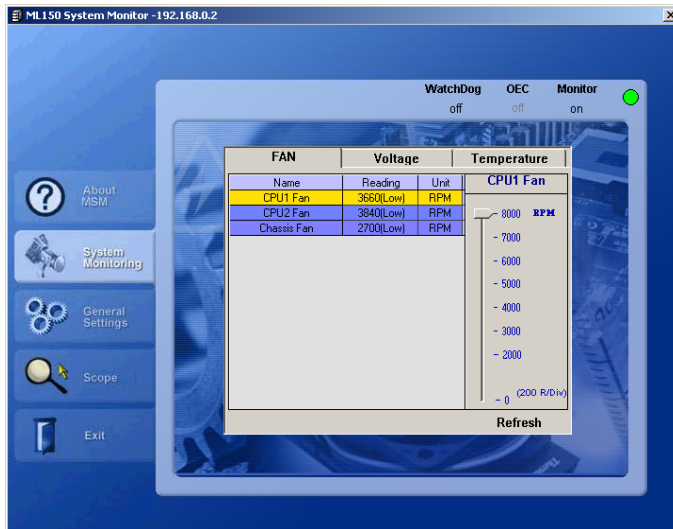 ML150 System Monitor -192.168.0.2
WatchDog OEC Monitor
off off on
FAN Voltage Temperature
Name Reading Unit CPU1 Fan
CPU1 Fan 3660(Low) RPM
CPU2 Fan 3840(Low) RPM
Chassis Fan 2700(Low) RPM
8000 RPM
7000
6000
5000
4000
3000
2000
0 (200 R/Div)
Refresh
About
MSM
System
Monitoring
General
Settings
Scope
Exit